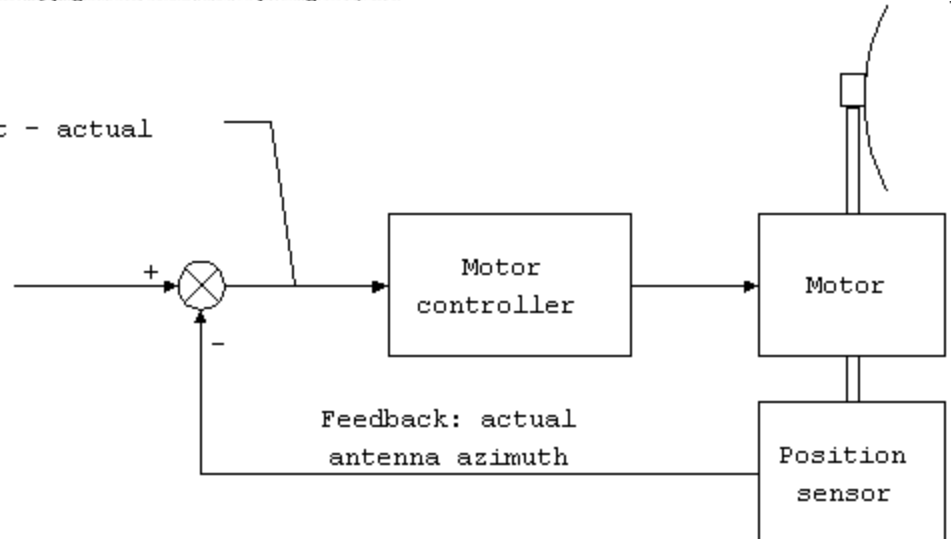 - actual
+
Motor
controller
Motor
-
Feedback: actual
antenna azimuth
Position
sensor